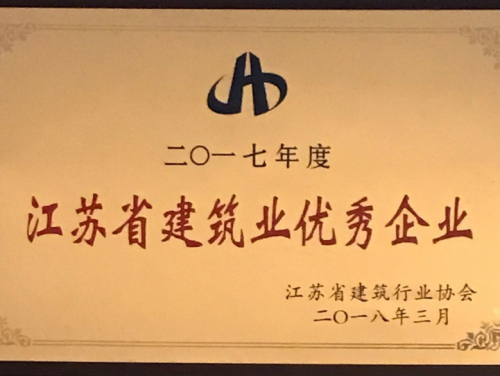 二〇一七年度
江苏省建筑业优秀企业
江苏省建筑行业协会
二〇一八年三月